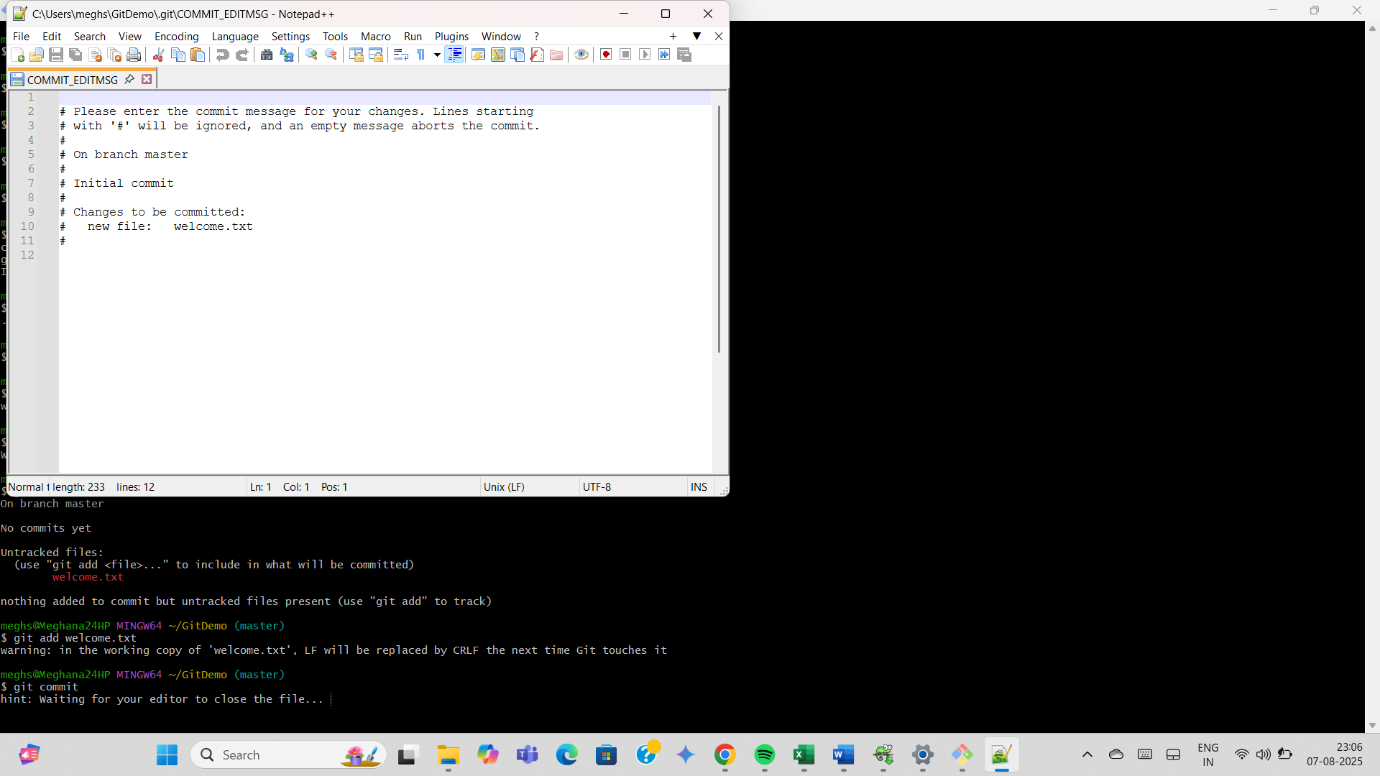 C:\Users\meghs\GitDemo\.git\COMMIT_EDITMSG - Notepad++
File Edit Search View Encoding Language Settings Tools Macro Run Plugins Window ?
COMMIT_EDITMSG
1
2 # Please enter the commit message for your changes. Lines starting
3 # with '#' will be ignored, and an empty message aborts the commit.
4 #
5 # On branch master
6 #
7 # Initial commit
8 #
9 # Changes to be committed:
10 #   new file:   welcome.txt
11 #
12
length: 233 lines: 12 Ln: 1 Col: 1 Pos: 1 Unix (LF) UTF-8 INS
On branch master
No commits yet
Untracked files:
(use "git add <file>..." to include in what will be committed)
welcome.txt
nothing added to commit but untracked files present (use "git add" to track)
meghs@Meghana24HP MINGW64 ~/GitDemo (master)
$ git add welcome.txt
warning: in the working copy of 'welcome.txt', LF will be replaced by CRLF the next time Git touches it
meghs@Meghana24HP MINGW64 ~/GitDemo (master)
$ git commit
hint: Waiting for your editor to close the file...
Search
ENG
IN
23:06
07-08-2025